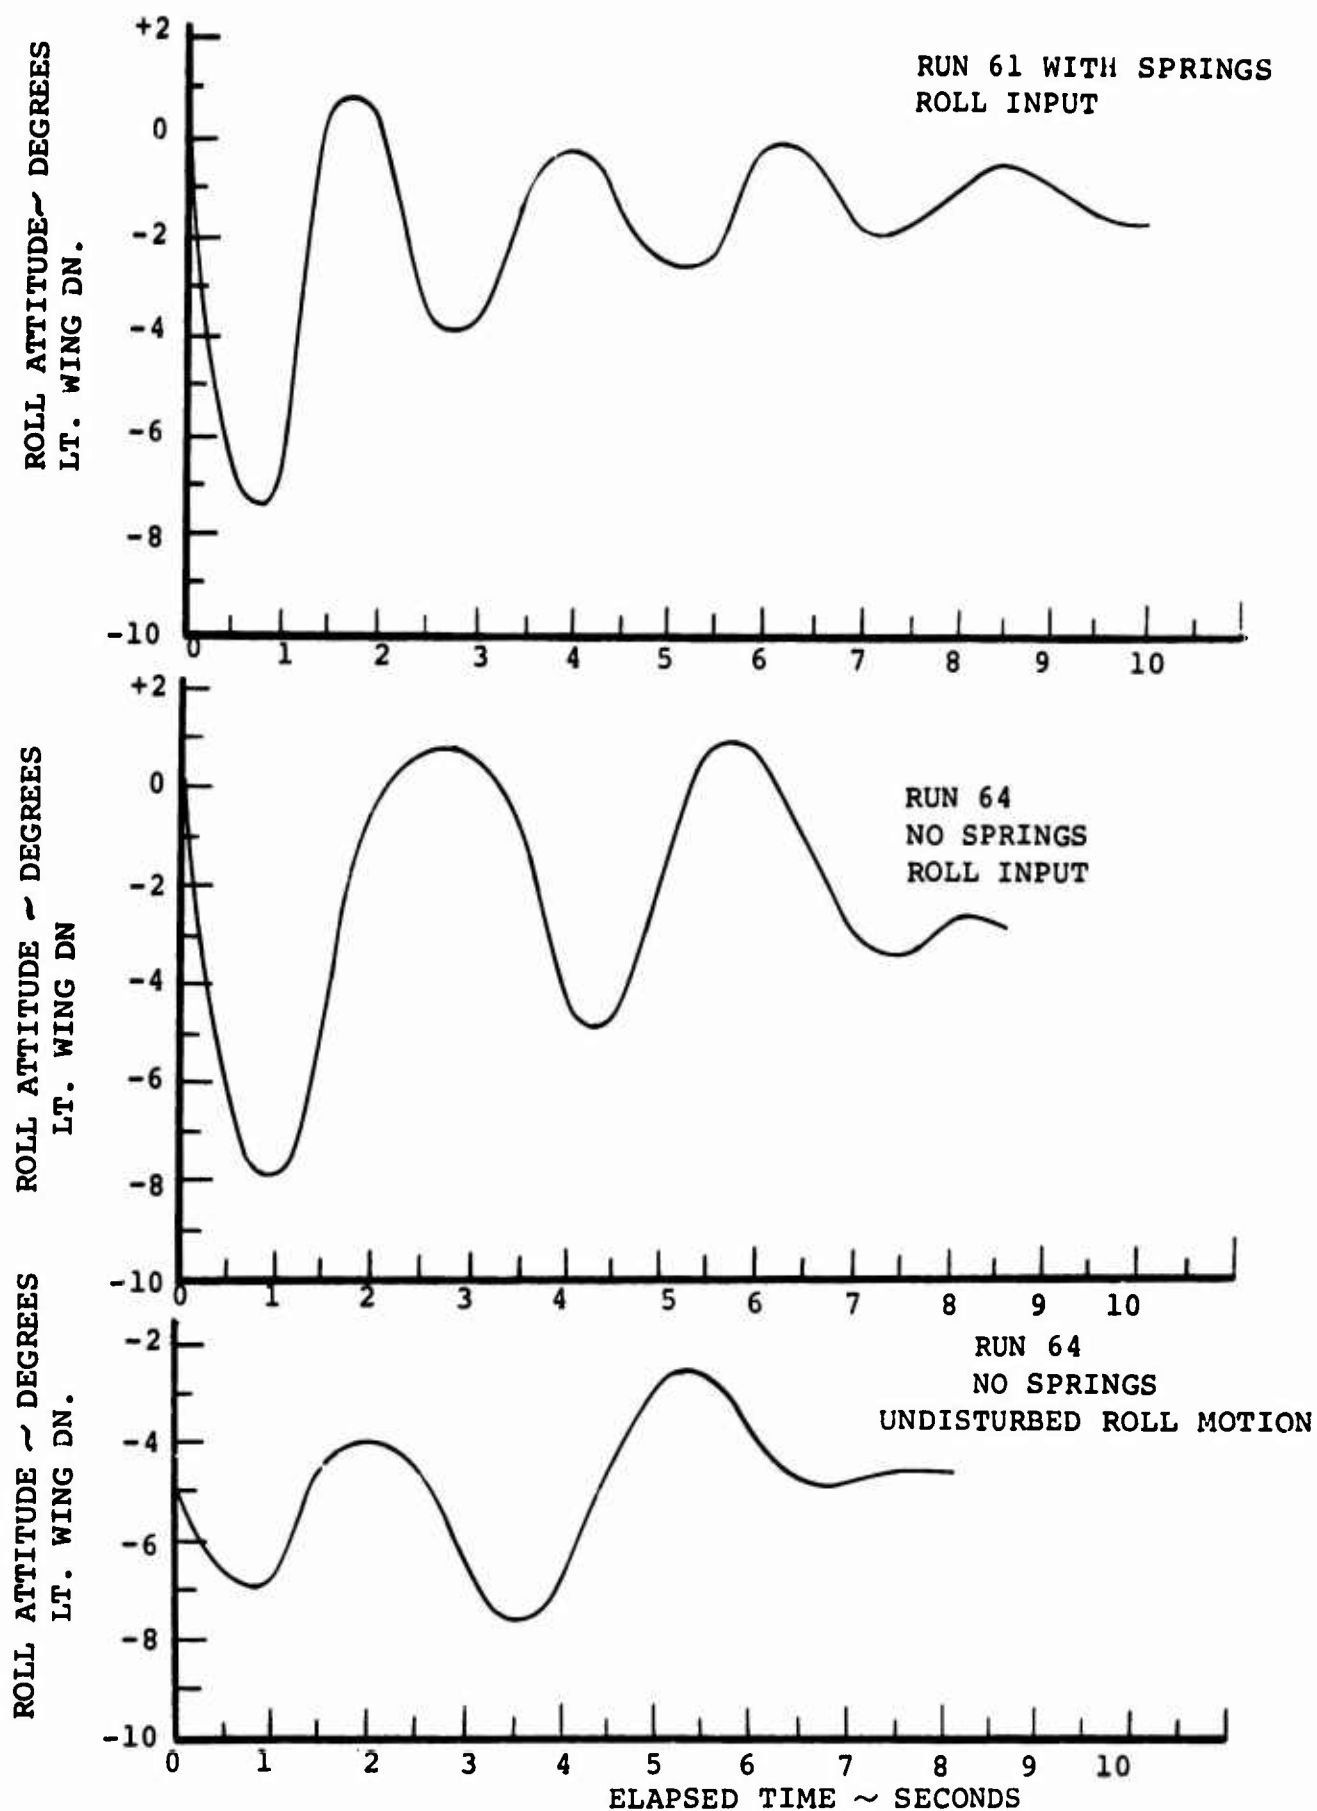 ROLL ATTITUDE~ DEGREES
LT. WING DN.
+2
0
-2
-4
-6
-8
-10
RUN 61 WITH SPRINGS
ROLL INPUT
0 1 2 3 4 5 6 7 8 9 10
ROLL ATTITUDE ~ DEGREES
LT. WING DN
+2
0
-2
-4
-6
-8
-10
RUN 64
NO SPRINGS
ROLL INPUT
0 1 2 3 4 5 6 7 8 9 10
ROLL ATTITUDE ~ DEGREES
LT. WING DN.
-2
-4
-6
-8
-10
RUN 64
NO SPRINGS
UNDISTURBED ROLL MOTION
0 1 2 3 4 5 6 7 8 9 10
ELAPSED TIME ~ SECONDS